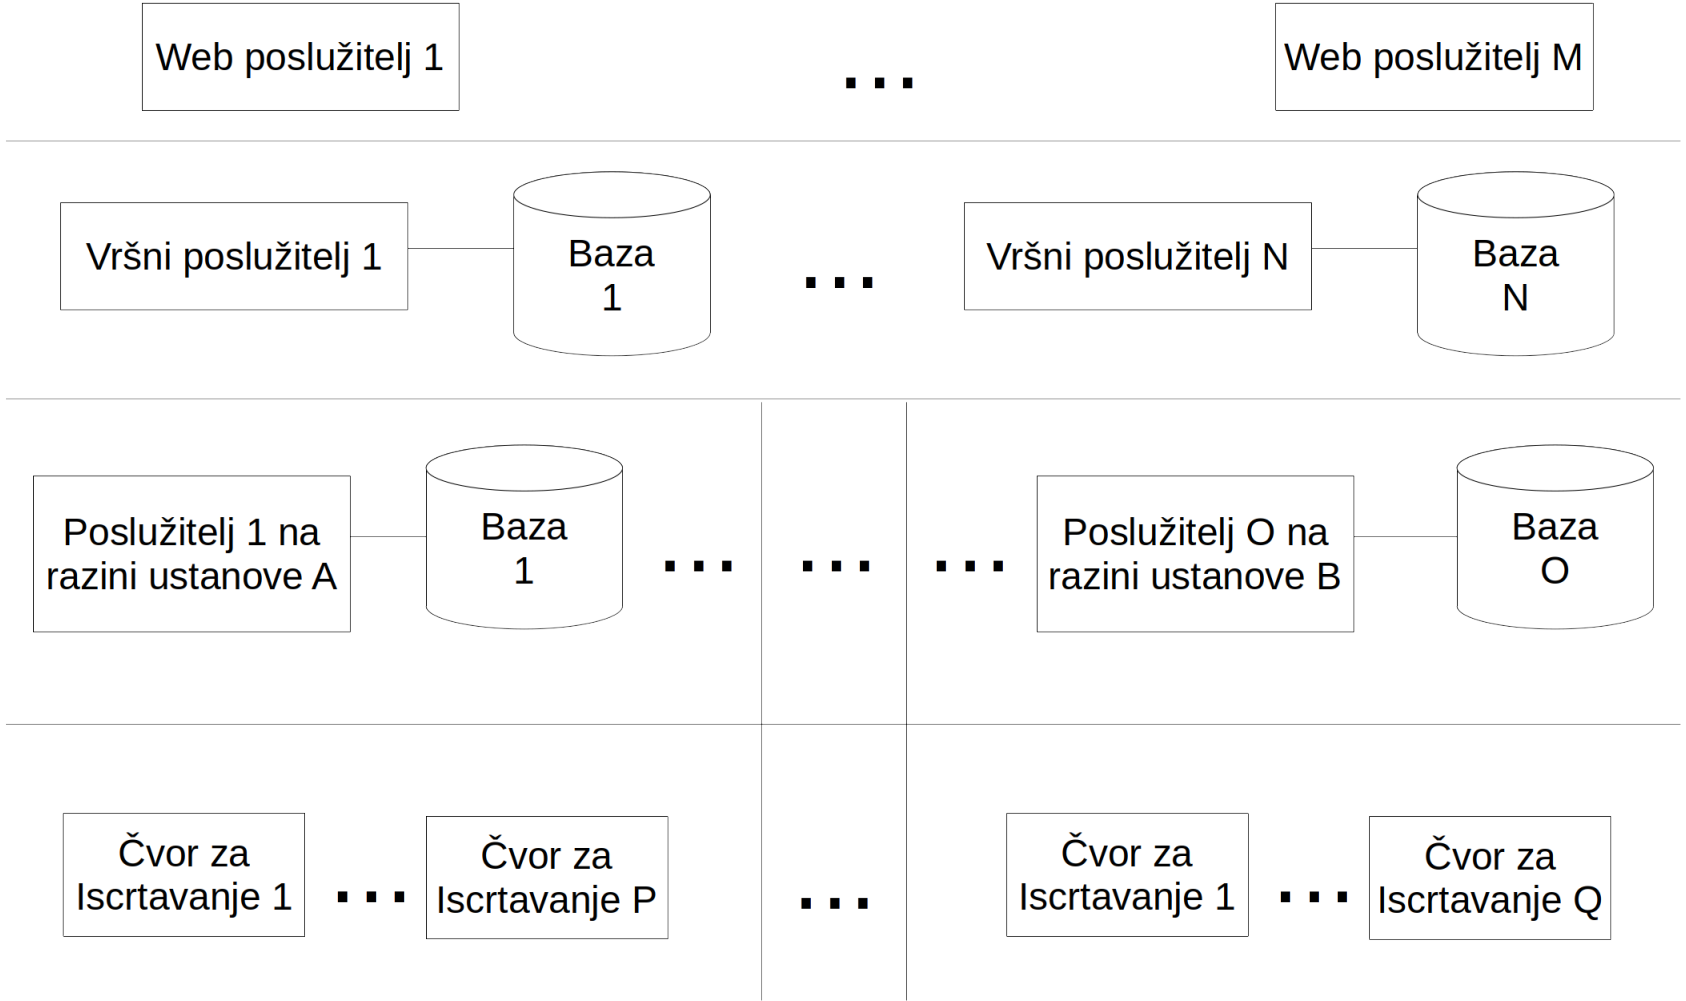 Web poslužitelj 1
...
Web poslužitelj M
Vršni poslužitelj 1
Baza
1
...
Vršni poslužitelj N
Baza
N
Poslužitelj 1 na
razini ustanove A
Baza
1
...
...
...
Poslužitelj O na
razini ustanove B
Baza
O
Čvor za
Iscrtavanje 1
...
Čvor za
Iscrtavanje P
...
Čvor za
Iscrtavanje 1
...
Čvor za
Iscrtavanje Q